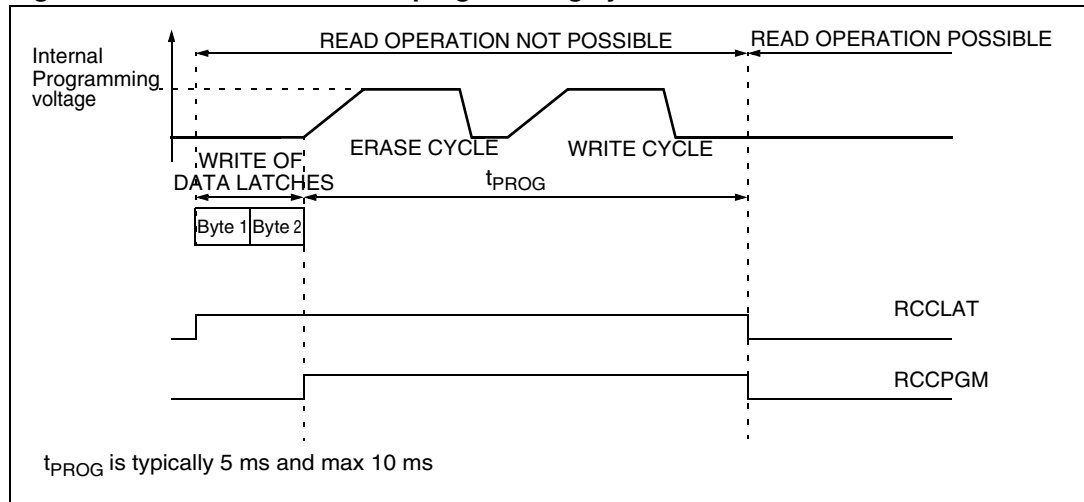 READ OPERATION NOT POSSIBLE
READ OPERATION POSSIBLE
Internal
Programming
voltage
ERASE CYCLE
WRITE CYCLE
WRITE OF
DATA LATCHES
tPROG
Byte 1
Byte 2
RCCLAT
RCCPGM
tPROG is typically 5 ms and max 10 ms